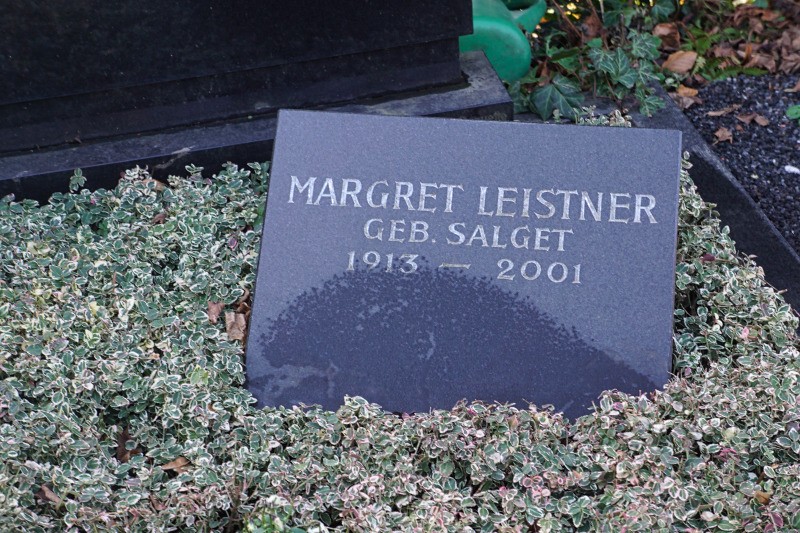 MARGRET LEISTNER
GEB. SALGET
1913 – 2001